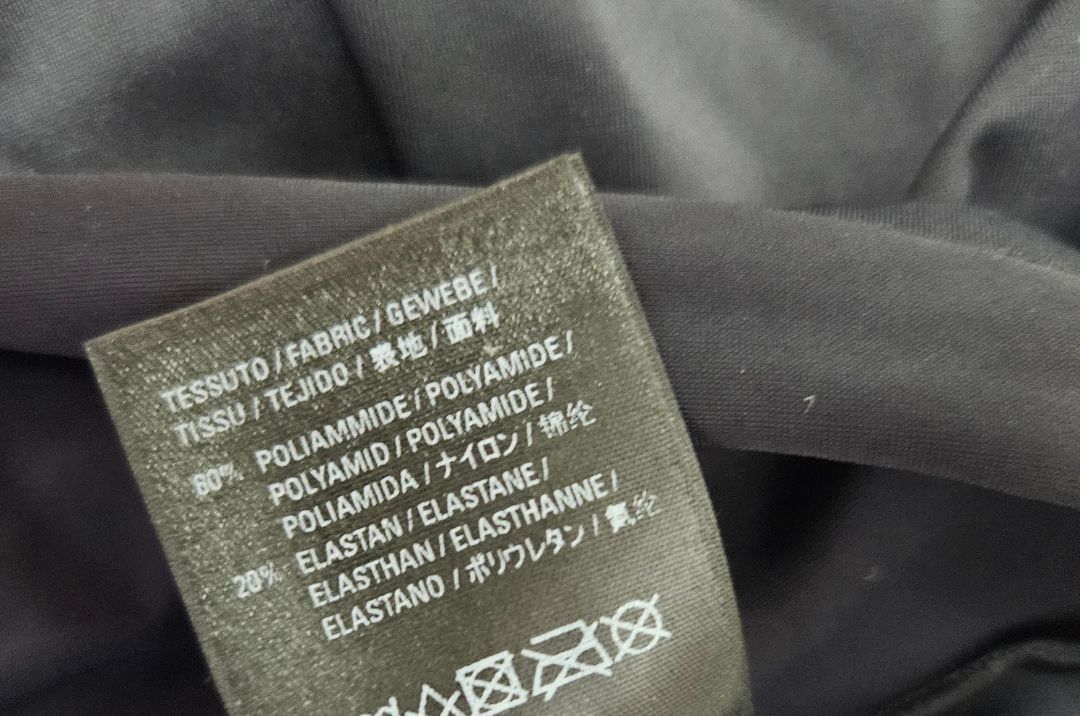 TESSUTO / FABRIC / GEWEBE /
TISSU / TEJIDO / 表地 / 面料
80% POLIAMMIDE / POLYAMIDE /
POLYAMID / POLYAMIDE /
POLIAMIDA / ナイロン / 锦纶
20% ELASTAN / ELASTANE /
ELASTHAN / ELASTHANNE /
ELASTANO / ポリウレタン / 氨纶